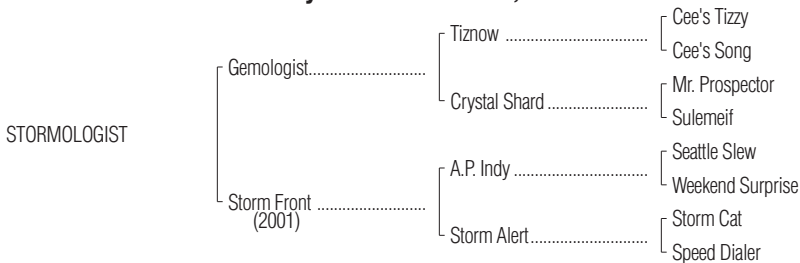 Cee's Tizzy
Tiznow
Cee's Song
Gemologist
Mr. Prospector
Crystal Shard
Sulemeif
STORMOLOGIST
Seattle Slew
A.P. Indy
Weekend Surprise
Storm Front
(2001)
Storm Cat
Storm Alert
Speed Dialer